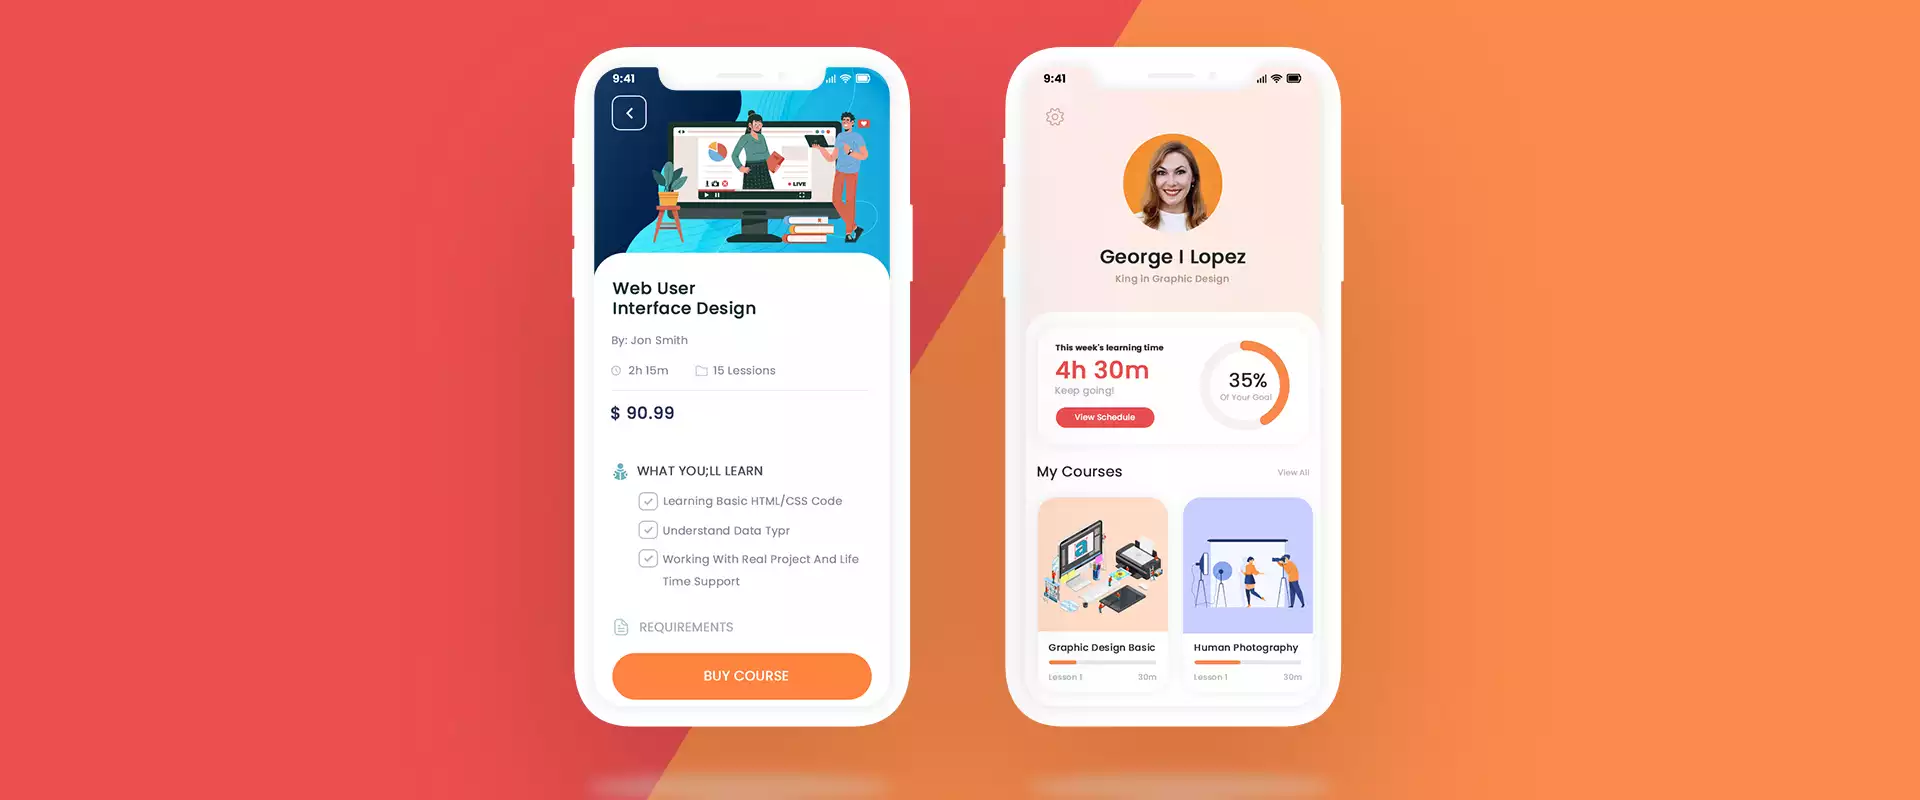 9:41
LIVE
Web User
Interface Design
By: Jon Smith
2h 15m
15 Lessions
$ 90.99
WHAT YOU;LL LEARN
Learning Basic HTML/CSS Code
Understand Data Typr
Working With Real Project And Life
Time Support
REQUIREMENTS
BUY COURSE
9:41
George I Lopez
King in Graphic Design
This week's learning time
4h 30m
Keep going!
View Schedule
35%
Of Your Goal
My Courses
View All
a
Graphic Design Basic
Lesson 1
30m
Human Photography
Lesson 1
30m